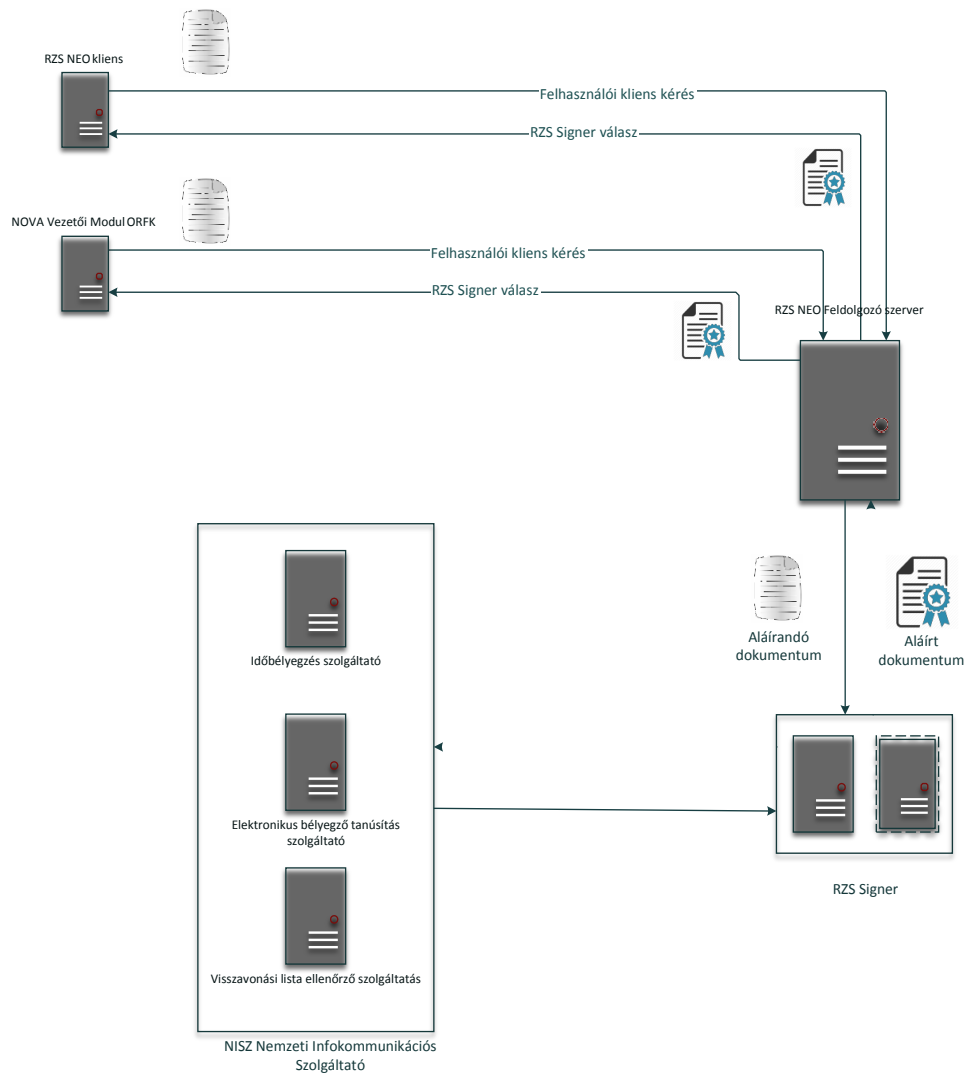 RZS NEO kliens
Felhasználói kliens kérés
RZS Signer válasz
NOVA Vezetői Modul ORFK
Felhasználói kliens kérés
RZS Signer válasz
RZS NEO Feldolgozó szerver
Aláírandó
dokumentum
Aláírt
dokumentum
Időbélyegzés szolgáltató
Elektronikus bélyegző tanúsítás
szolgáltató
Visszavonási lista ellenőrző szolgáltatás
RZS Signer
NISZ Nemzeti Infokommunikációs
Szolgáltató